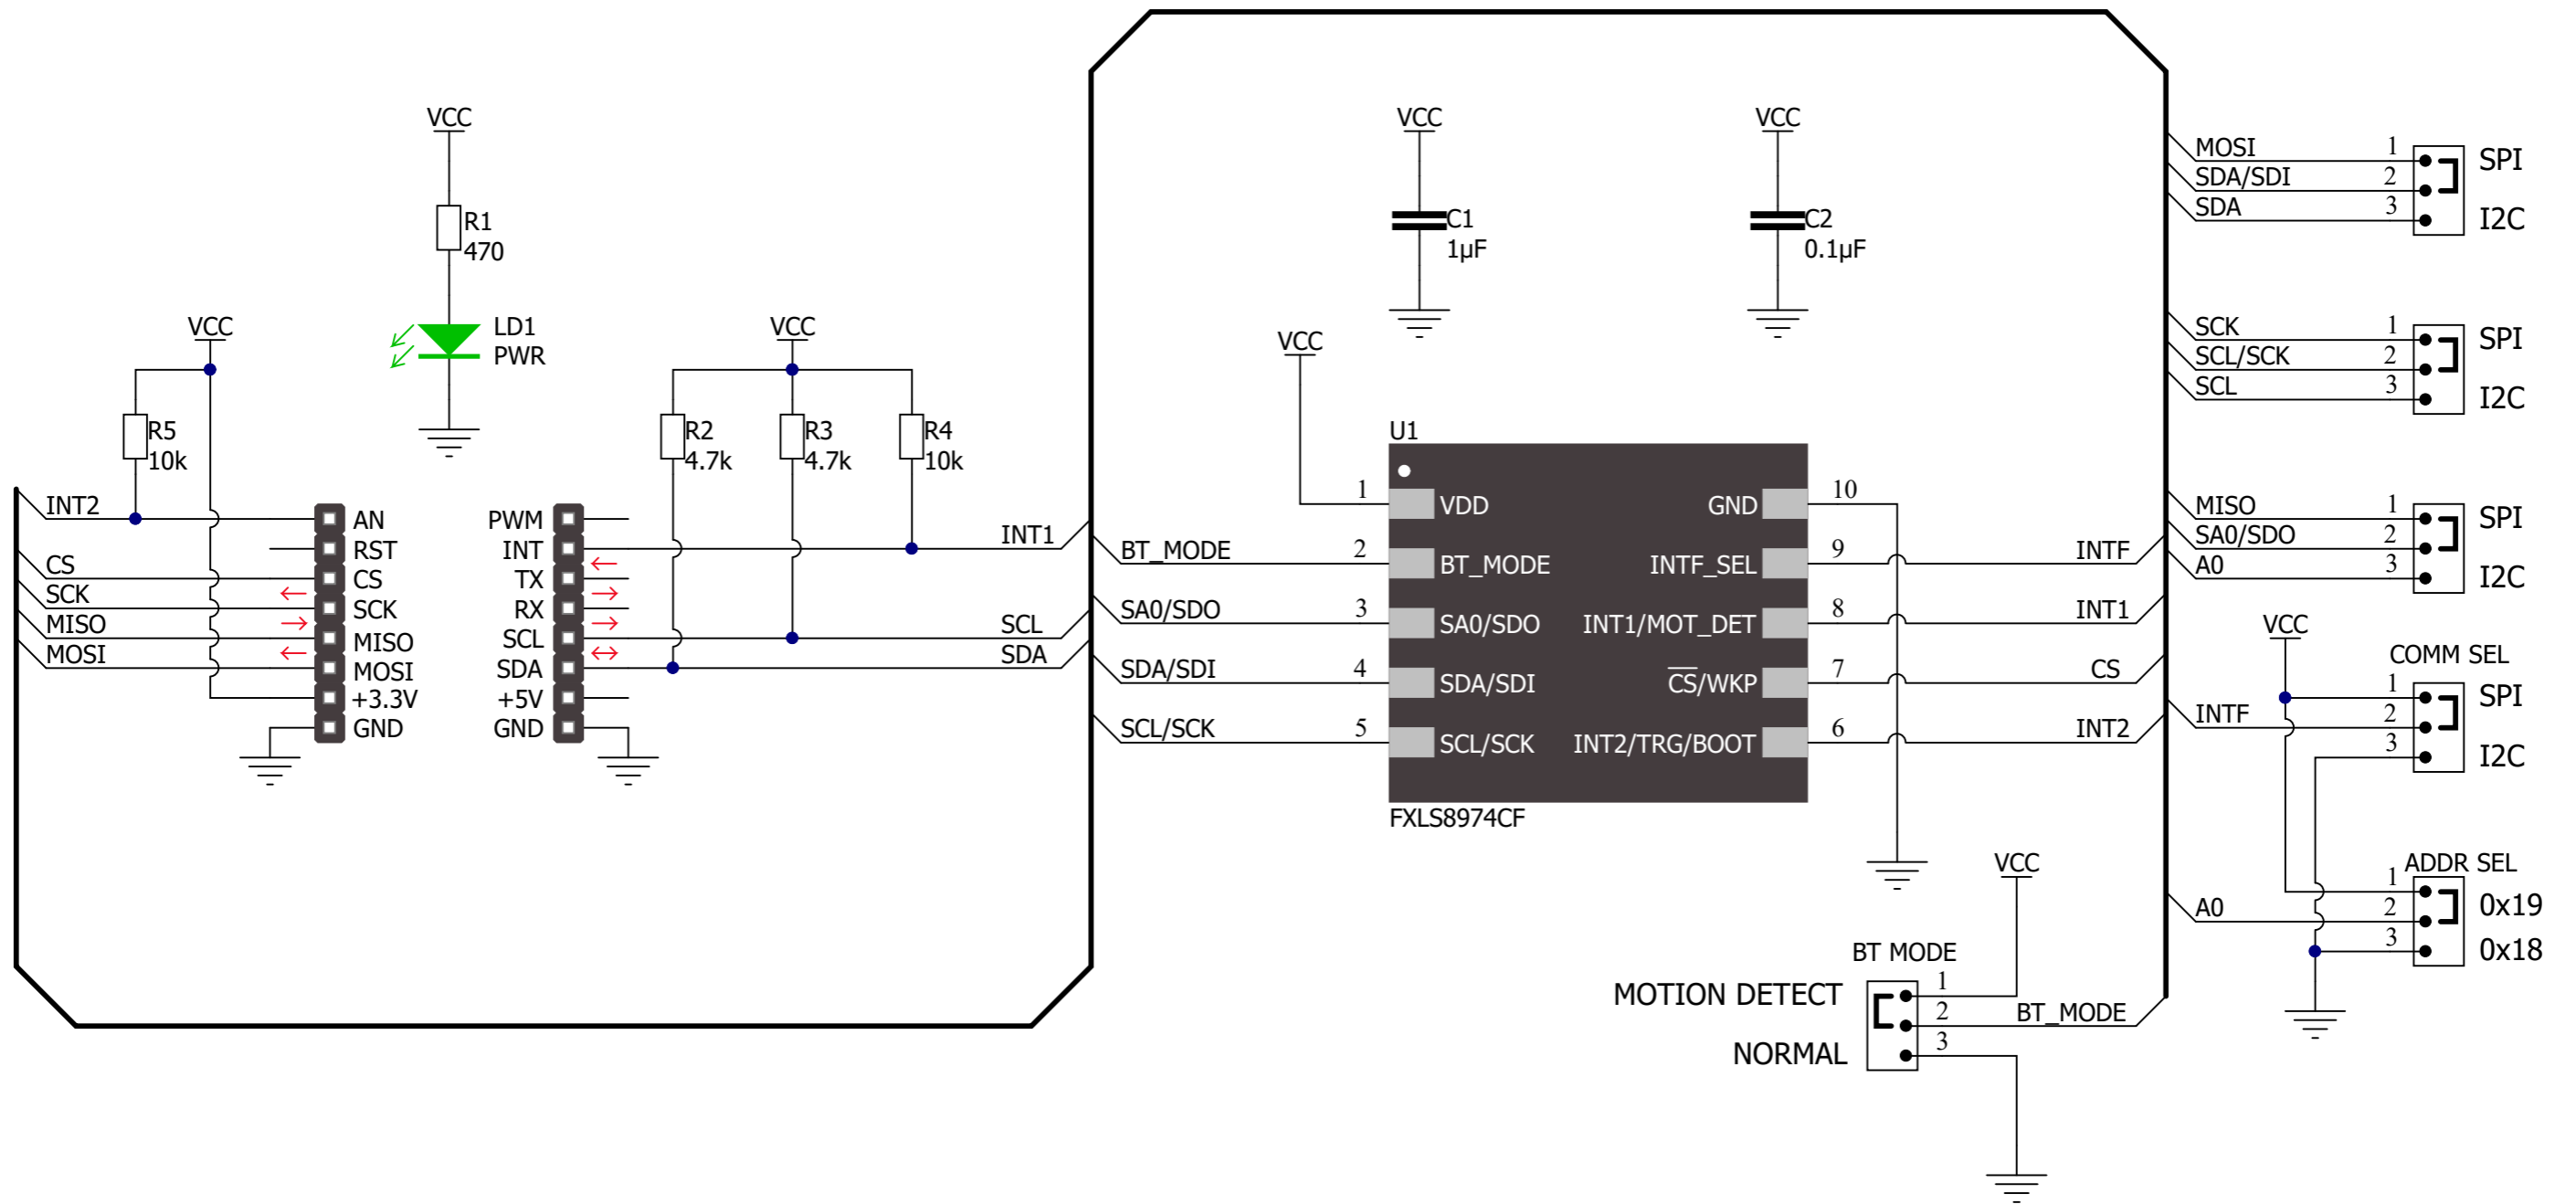 VCC
R1
470
LD1
PWR
VCC
R5
10k
INT2
CS
SCK
MISO
MOSI
AN
RST
CS
SCK
MISO
MOSI
+3.3V
GND
PWM
INT
TX
RX
SCL
SDA
+5V
GND
VCC
R2
4.7k
R3
4.7k
R4
10k
INT1
SCL
SDA
VCC
C1
1µF
VCC
C2
0.1µF
VCC
U1
BT_MODE 2
SA0/SDO 3
SDA/SDI 4
SCL/SCK 5
1
VDD
BT_MODE
SA0/SDO
SDA/SDI
SCL/SCK
GND
INTF_SEL
INT1/MOT_DET
CS/WKP
INT2/TRG/BOOT
10
9 INTF
8 INT1
7 CS
6 INT2
FXLS8974CF
MOSI 1 SPI
SDA/SDI 2
SDA 3 I2C
SCK 1 SPI
SCL/SCK 2
SCL 3 I2C
MISO 1 SPI
SA0/SDO 2
A0 3 I2C
VCC
COMM SEL
1 SPI
INTF 2
3 I2C
ADDR SEL
1 0x19
A0 2
3 0x18
VCC
BT MODE
MOTION DETECT 1
2 BT_MODE
NORMAL 3